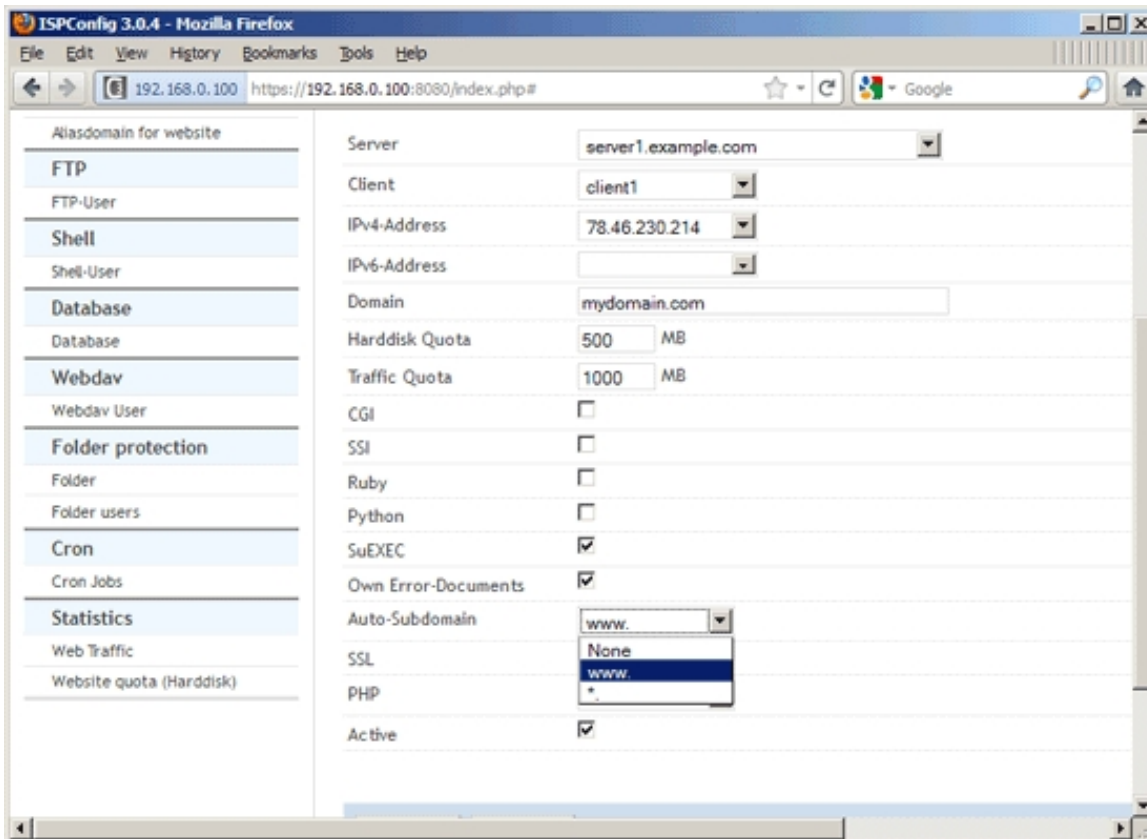 ISPConfig 3.0.4 - Mozilla Firefox
File Edit View History Bookmarks Tools Help
192.168.0.100 https://192.168.0.100:8080/index.php# Google
Aliasdomain for website
FTP
FTP-User
Shell
Shell-User
Database
Database
Webdav
Webdav User
Folder protection
Folder
Folder users
Cron
Cron Jobs
Statistics
Web Traffic
Website quota (Harddisk)
Server server1.example.com
Client client1
IPv4-Address 78.46.230.214
IPv6-Address
Domain mydomain.com
Harddisk Quota 500 MB
Traffic Quota 1000 MB
CGI
SSI
Ruby
Python
SuEXEC
Own Error-Documents
Auto-Subdomain www.
None
SSL
www.
PHP *.
Active